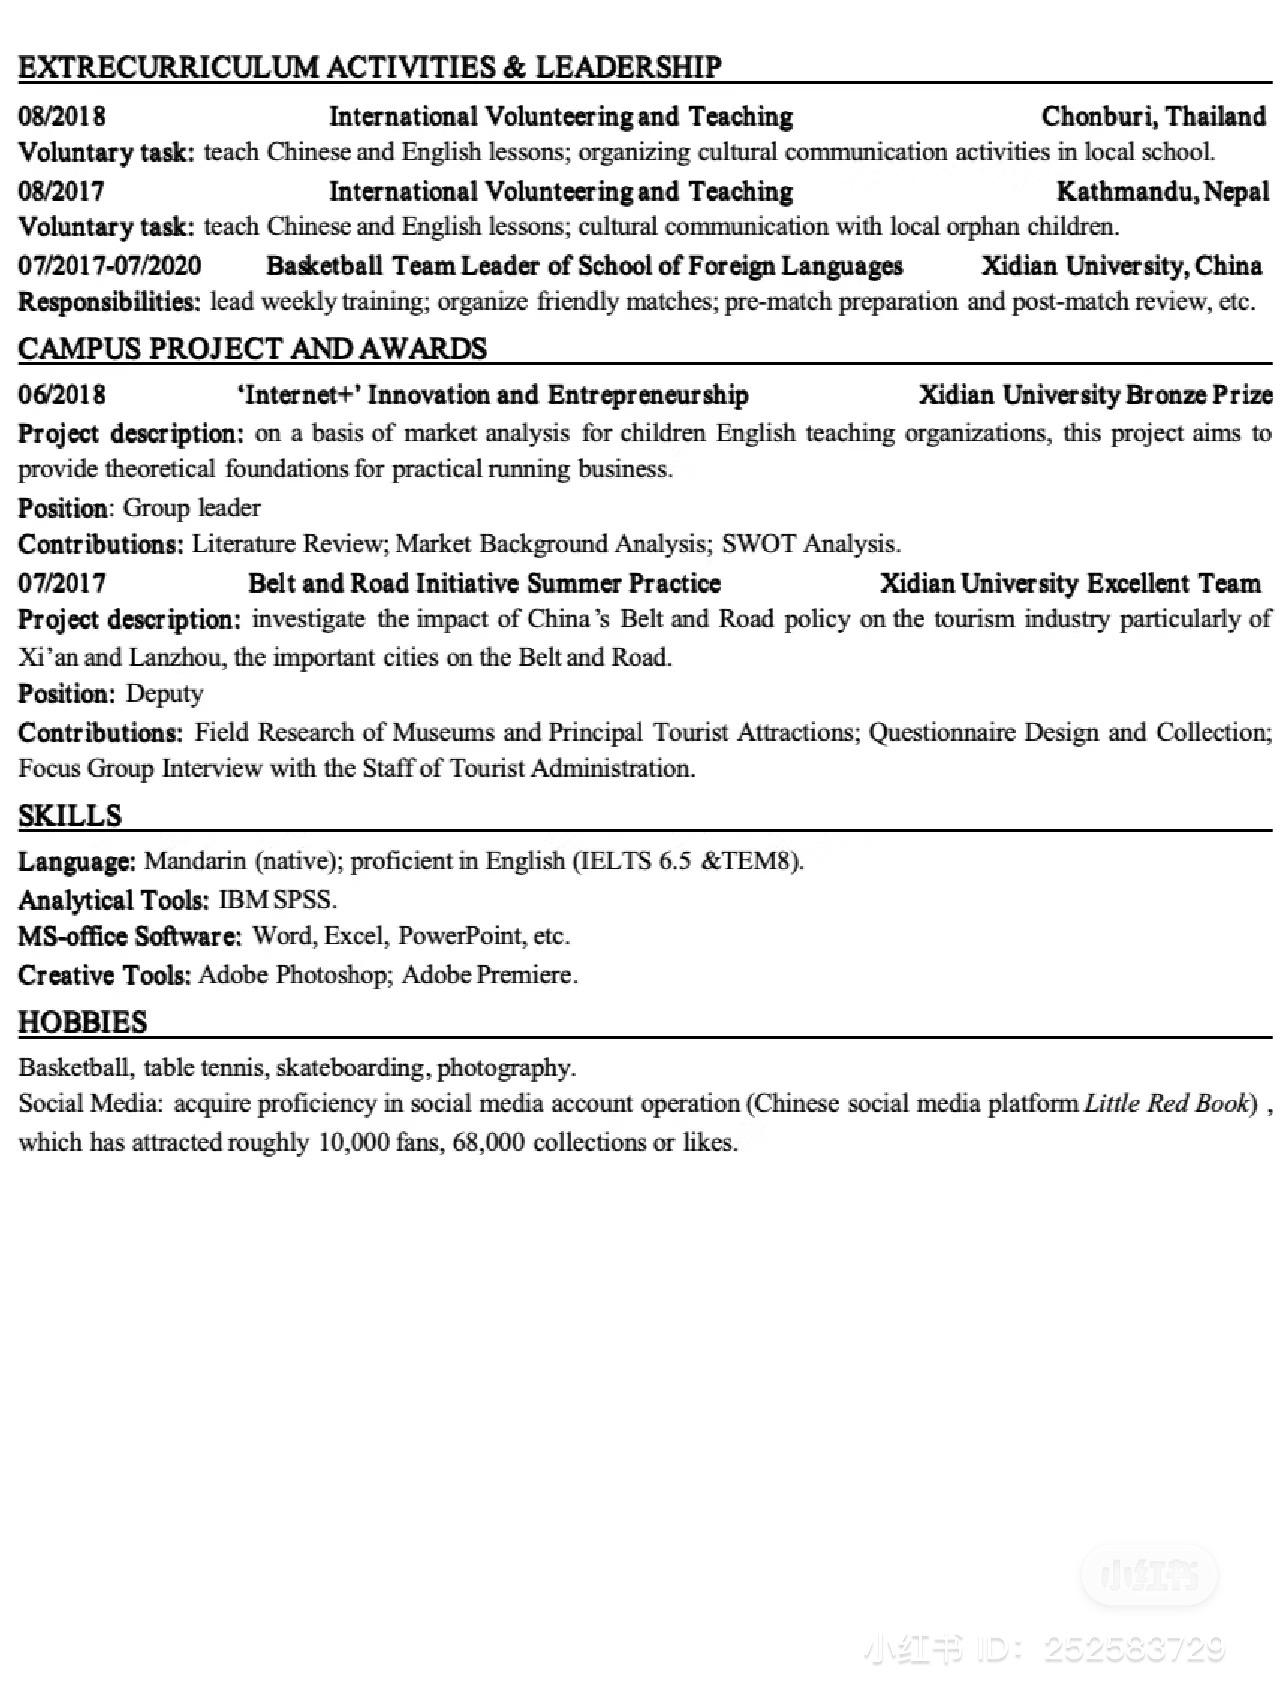 EXTRECURRICULUM ACTIVITIES & LEADERSHIP
08/2018 International Volunteering and Teaching Chonburi, Thailand
Voluntary task: teach Chinese and English lessons; organizing cultural communication activities in local school.
08/2017 International Volunteering and Teaching Kathmandu, Nepal
Voluntary task: teach Chinese and English lessons; cultural communication with local orphan children.
07/2017-07/2020 Basketball Team Leader of School of Foreign Languages Xidian University, China
Responsibilities: lead weekly training; organize friendly matches; pre-match preparation and post-match review, etc.
CAMPUS PROJECT AND AWARDS
06/2018 ‘Internet+’ Innovation and Entrepreneurship Xidian University Bronze Prize
Project description: on a basis of market analysis for children English teaching organizations, this project aims to
provide theoretical foundations for practical running business.
Position: Group leader
Contributions: Literature Review; Market Background Analysis; SWOT Analysis.
07/2017 Belt and Road Initiative Summer Practice Xidian University Excellent Team
Project description: investigate the impact of China’s Belt and Road policy on the tourism industry particularly of
Xi’an and Lanzhou, the important cities on the Belt and Road.
Position: Deputy
Contributions: Field Research of Museums and Principal Tourist Attractions; Questionnaire Design and Collection;
Focus Group Interview with the Staff of Tourist Administration.
SKILLS
Language: Mandarin (native); proficient in English (IELTS 6.5 &TEM8).
Analytical Tools: IBM SPSS.
MS-office Software: Word, Excel, PowerPoint, etc.
Creative Tools: Adobe Photoshop; Adobe Premiere.
HOBBIES
Basketball, table tennis, skateboarding, photography.
Social Media: acquire proficiency in social media account operation (Chinese social media platform Little Red Book) ,
which has attracted roughly 10,000 fans, 68,000 collections or likes.
小红书
小红书 ID: 252583729